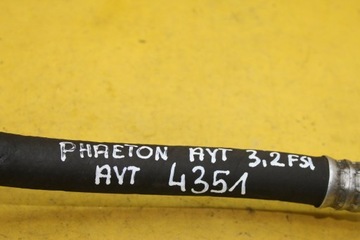 PHAETON AYT 3,2 FSI
AYT 4351